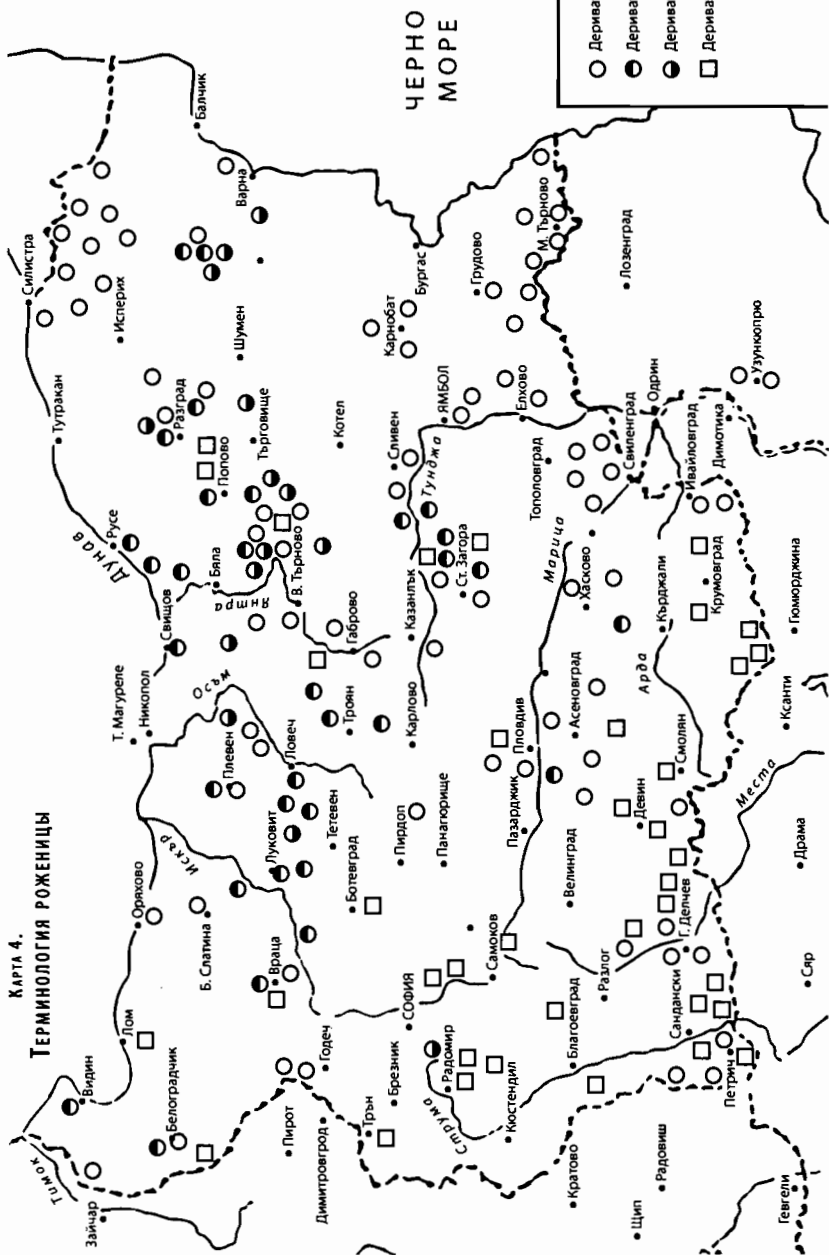 Карта 4.
Терминология роженицы
ЧЕРНО
МОРЕ
Дерива
Дерива
Дерива
Дерива
Зайчар
Тимок
Видин
Лом
Белоградчик
Оряхово
Искър
Т. Магуреле
Никопол
Свищов
Русе
Дунав
Тутракан
Силистра
Исперих
Балчик
Варна
Шумен
Разград
Попово
Търговище
Бяла
Янтра
В. Търново
Осъм
Плевен
Ловеч
Луковит
Б. Слатина
Враца
Ботевград
Тетевен
Троян
Габрово
Котел
Пирот
Годеч
Димитровград
Трън
Брезник
СОФИЯ
Пирдоп
Панагюрище
Карлово
Казанлък
Ст. Загора
Сливен
Тунджа
ЯМБОЛ
Карнобат
Бургас
Грудово
М. Търново
Елхово
Радомир
Струма
Кюстендил
Самоков
Пазарджик
Пловдив
Марица
Асеновград
Хасково
Тополовград
Свиленград
Одрин
Лозенград
Узункюпрю
Димотика
Ивайловград
Крумовград
Кърджали
Арда
Гюмюрджина
Ксанти
Смолян
Девин
Велинград
Разлог
Благоевград
Г. Делчев
Места
Драма
Сандански
Петрич
Сяр
Кратово
Радовиш
Щип
Гевгели